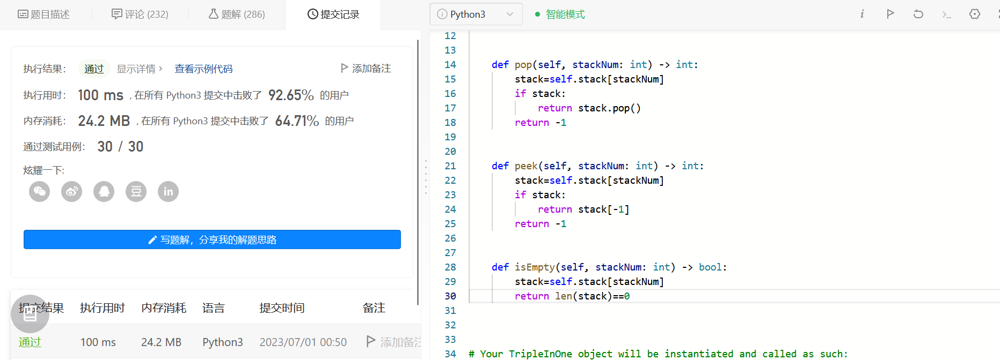 题目描述
评论 (232)
题解 (286)
提交记录
执行结果： 通过 显示详情 > 查看示例代码 添加备注
执行用时： 100 ms , 在所有 Python3 提交中击败了 92.65% 的用户
内存消耗： 24.2 MB , 在所有 Python3 提交中击败了 64.71% 的用户
通过测试用例： 30 / 30
炫耀一下:
豆 in
写题解，分享我的解题思路
提交结果 执行用时 内存消耗 语言 提交时间 备注
通过 100 ms 24.2 MB Python3 2023/07/01 00:50 添加备注
i Python3 智能模式 i >_
12
13
14 def pop(self, stackNum: int) -> int:
15 stack=self.stack[stackNum]
16 if stack:
17 return stack.pop()
18 return -1
19
20
21 def peek(self, stackNum: int) -> int:
22 stack=self.stack[stackNum]
23 if stack:
24 return stack[-1]
25 return -1
26
27
28 def isEmpty(self, stackNum: int) -> bool:
29 stack=self.stack[stackNum]
30 return len(stack)==0
31
32
33
34 # Your TripleInOne object will be instantiated and called as such: